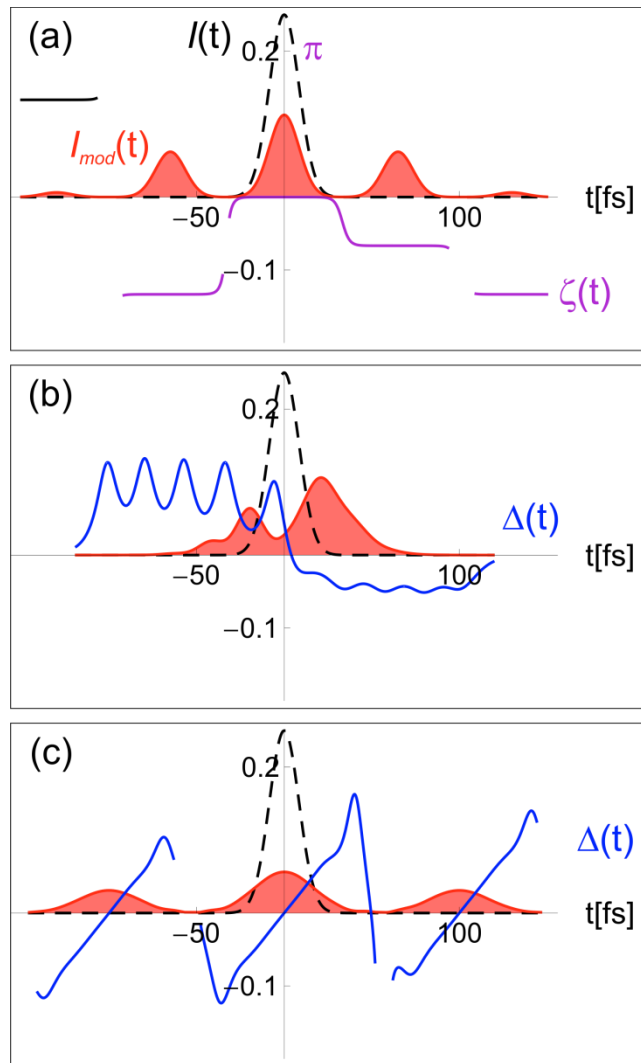 (a)
I(t)
0.2
π
I_mod(t)
−50
100
t[fs]
−0.1
ζ(t)
(b)
0.2
Δ(t)
−50
100
t[fs]
−0.1
(c)
0.2
Δ(t)
−50
100
t[fs]
−0.1